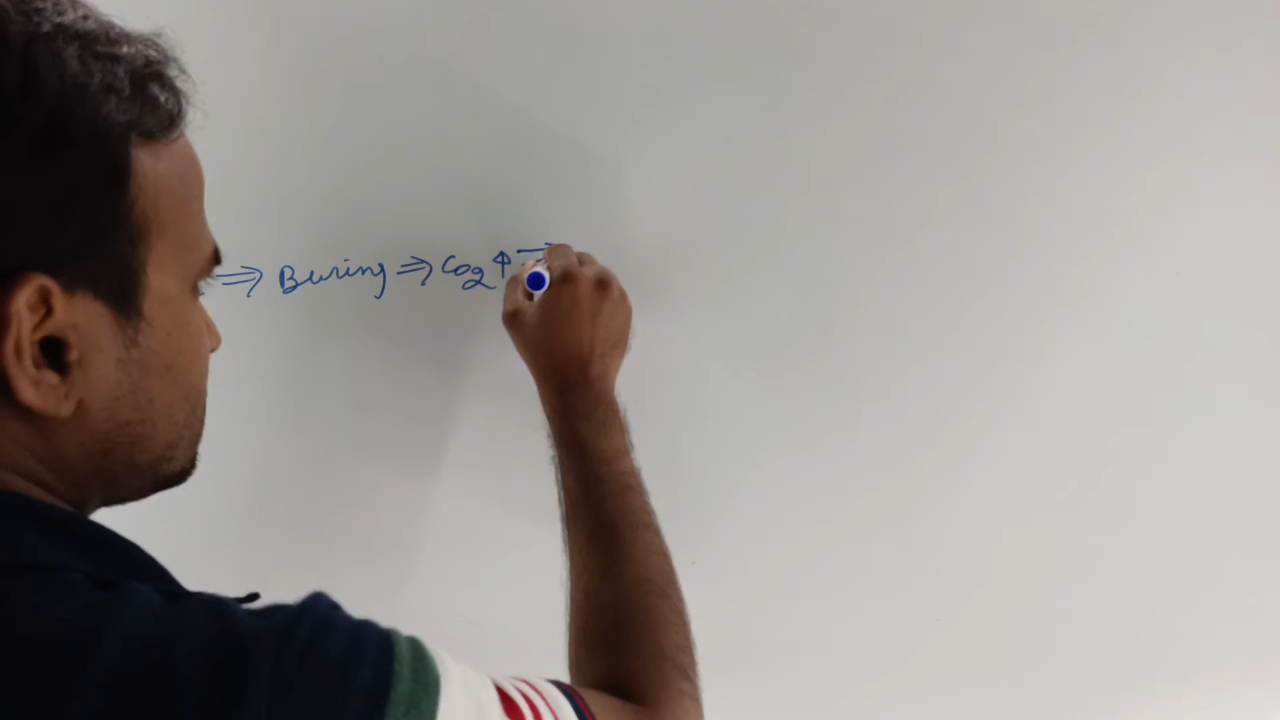 ⇒ Buring ⇒ Co2 ↑ ⇒